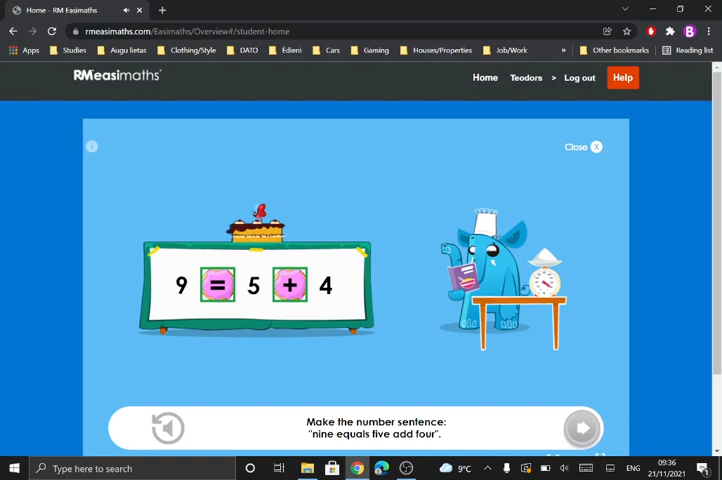 Home - RM Easimaths
rmeasimaths.com/Easimaths/Overview#/student-home
Apps Studies Augu lietas Clothing/Style DATO Edieni Cars Gaming Houses/Properties Job/Work » Other bookmarks Reading list
RMeasimaths
Home Teodors > Log out Help
Close X
9 = 5 + 4
Make the number sentence:
"nine equals five add four".
Type here to search
9°C ENG 09:36
21/11/2021